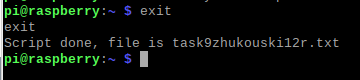 pi@raspberry:~ $ exit
exit
Script done, file is task9zhukouski12r.txt
pi@raspberry:~ $